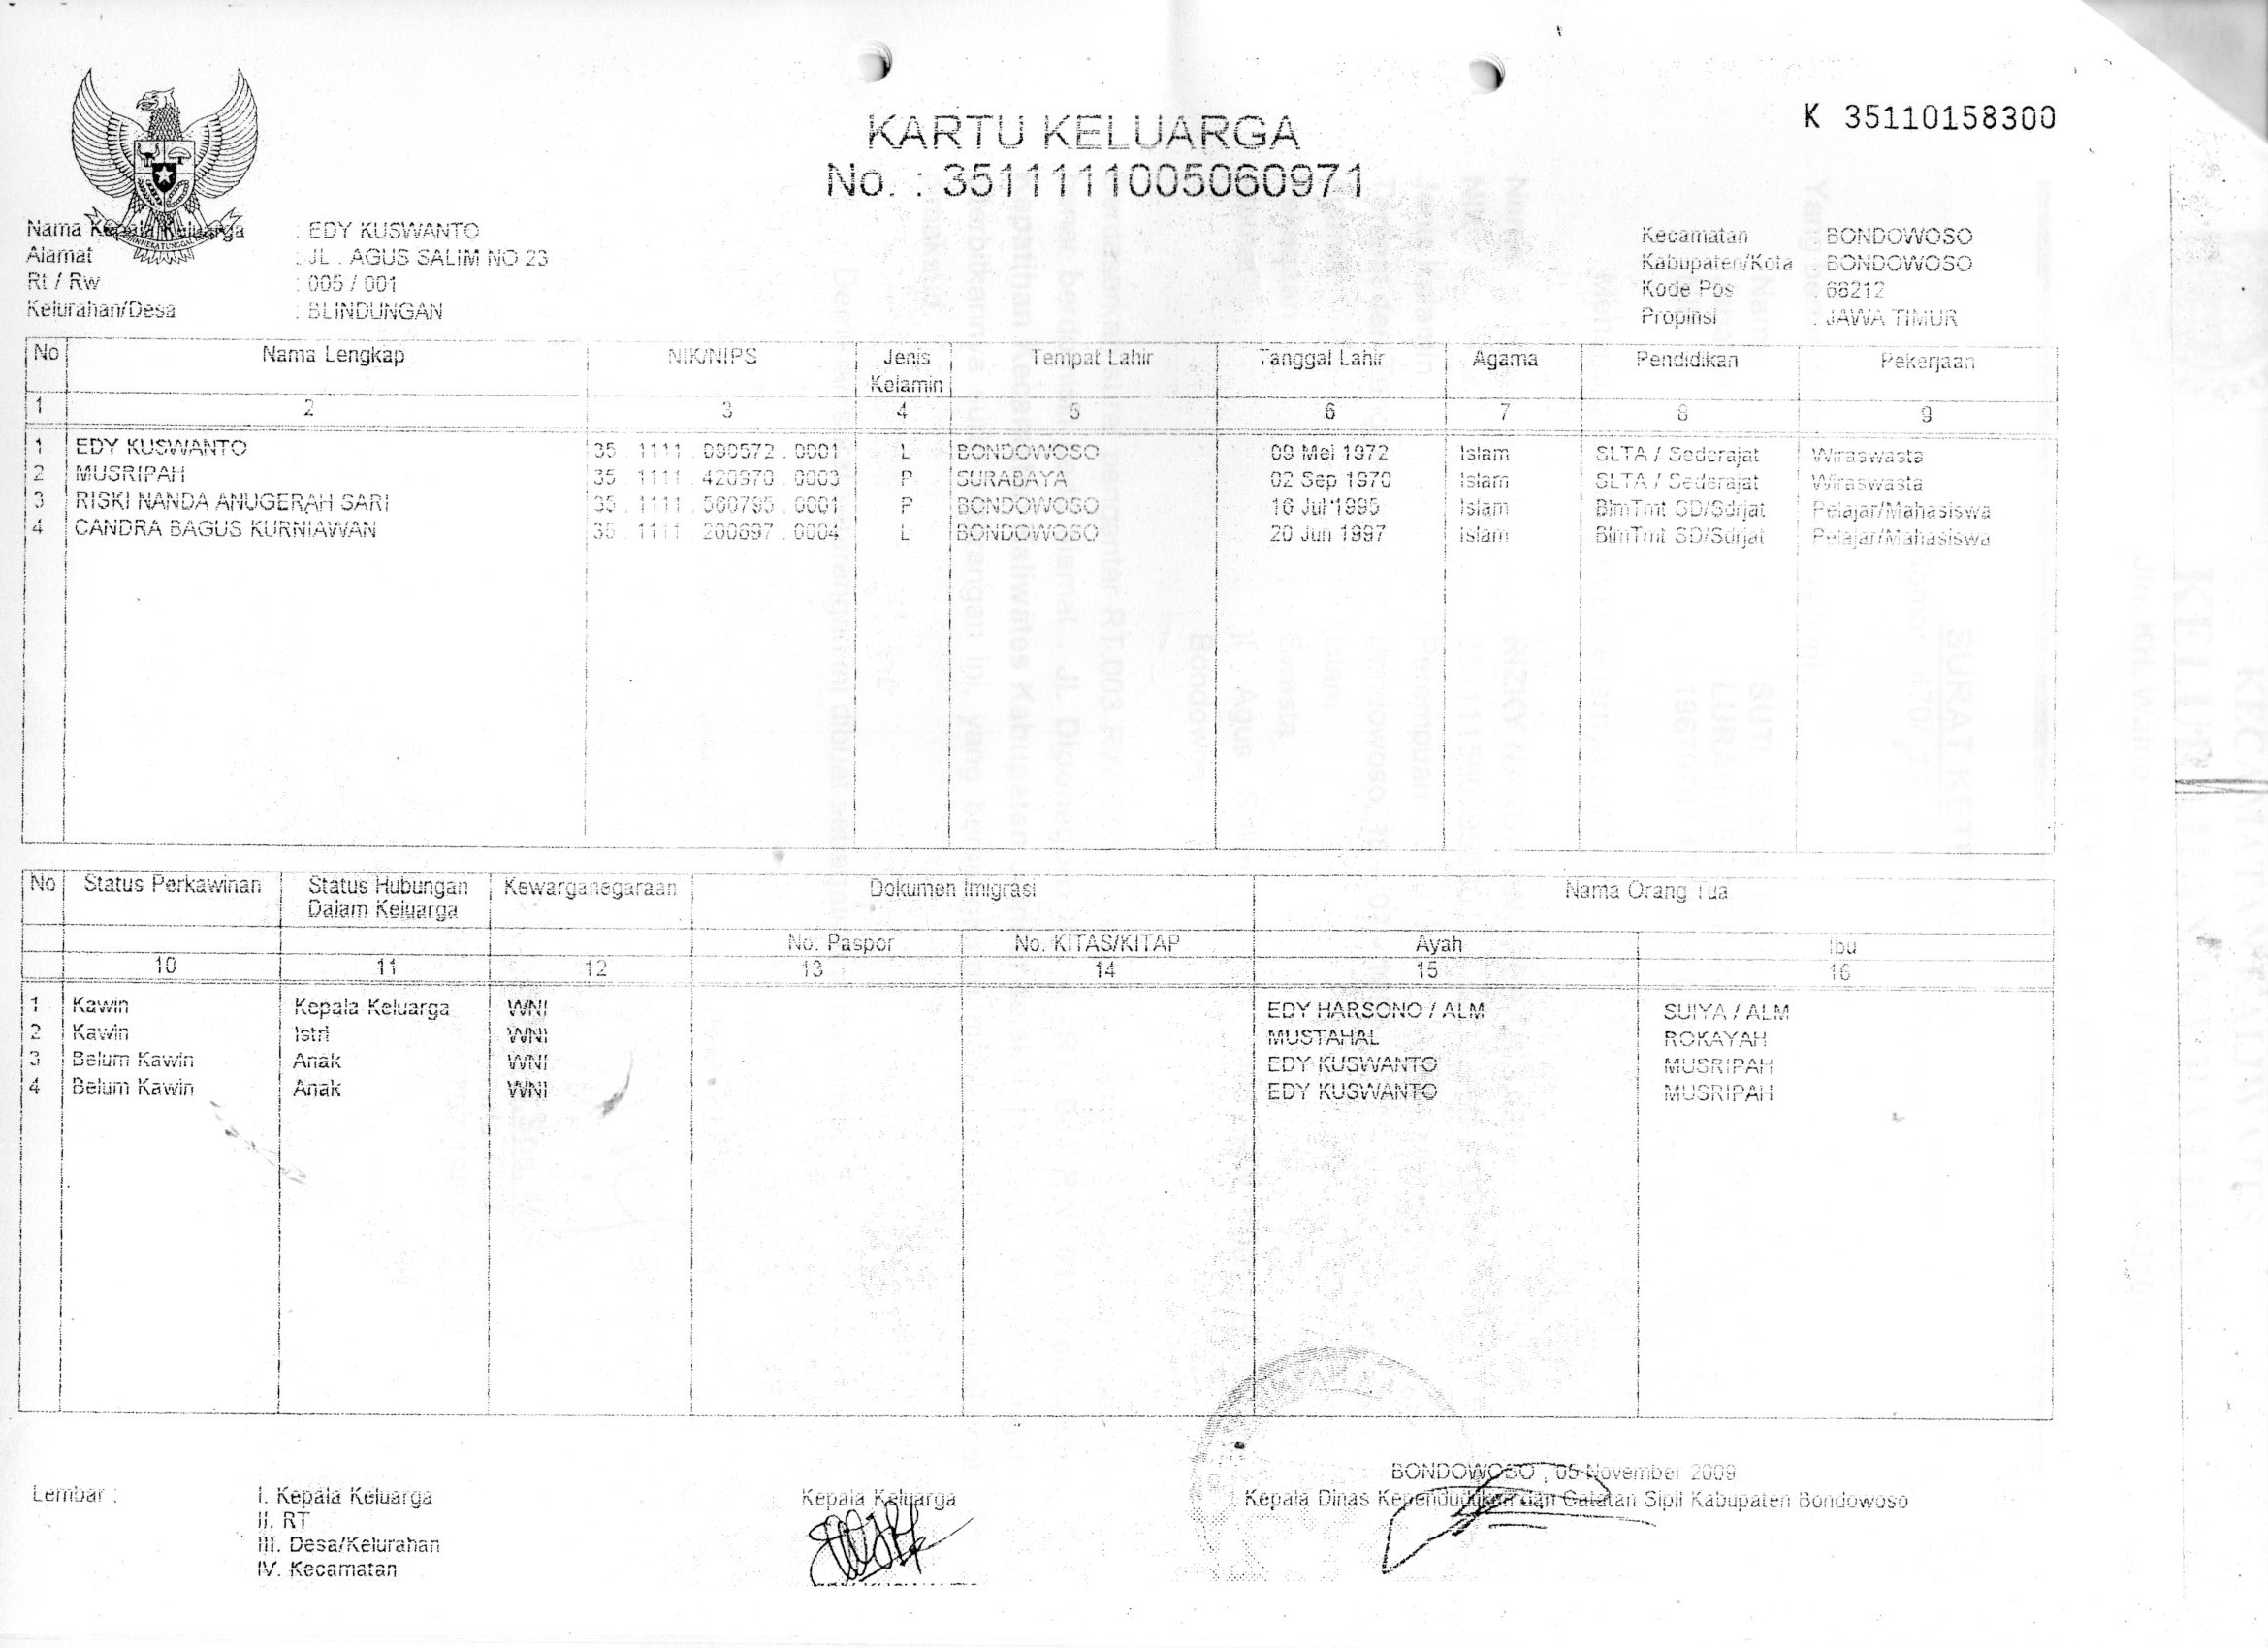 K 35110158300
KARTU KELUARGA
No. : 3511111005060971
Nama Kepala Keluarga : EDY KUSWANTO
Alamat : JL . AGUS SALIM NO 23
Rt / Rw : 005 / 001
Kelurahan/Desa : BLINDUNGAN
Kecamatan : BONDOWOSO
Kabupaten/Kota : BONDOWOSO
Kode Pos : 68212
Propinsi : JAWA TIMUR
No Nama Lengkap NIK/NIPS Jenis Kelamin Tempat Lahir Tanggal Lahir Agama Pendidikan Pekerjaan
1 2 3 4 5 6 7 8 9
1 EDY KUSWANTO 35 . 1111 . 090572 . 0001 L BONDOWOSO 09 Mei 1972 Islam SLTA / Sederajat Wiraswasta
2 MUSRIPAH 35 . 1111 . 420970 . 0003 P SURABAYA 02 Sep 1970 Islam SLTA / Sederajat Wiraswasta
3 RISKI NANDA ANUGERAH SARI 35 . 1111 . 560795 . 0001 P BONDOWOSO 16 Jul 1995 Islam BlmTmt SD/Sdrjat Pelajar/Mahasiswa
4 CANDRA BAGUS KURNIAWAN 35 . 1111 . 200697 . 0004 L BONDOWOSO 20 Jun 1997 Islam BlmTmt SD/Sdrjat Pelajar/Mahasiswa
No Status Perkawinan Status Hubungan Dalam Keluarga Kewarganegaraan Dokumen Imigrasi Nama Orang Tua
No. Paspor No. KITAS/KITAP Ayah Ibu
10 11 12 13 14 15 16
1 Kawin Kepala Keluarga WNI EDY HARSONO / ALM SUIYA / ALM
2 Kawin Istri WNI MUSTAHAL ROKAYAH
3 Belum Kawin Anak WNI EDY KUSWANTO MUSRIPAH
4 Belum Kawin Anak WNI EDY KUSWANTO MUSRIPAH
BONDOWOSO , 05 November 2009
Lembar : I. Kepala Keluarga
II. RT
III. Desa/Kelurahan
IV. Kecamatan
Kepala Keluarga
Kepala Dinas Kependudukan dan Catatan Sipil Kabupaten Bondowoso